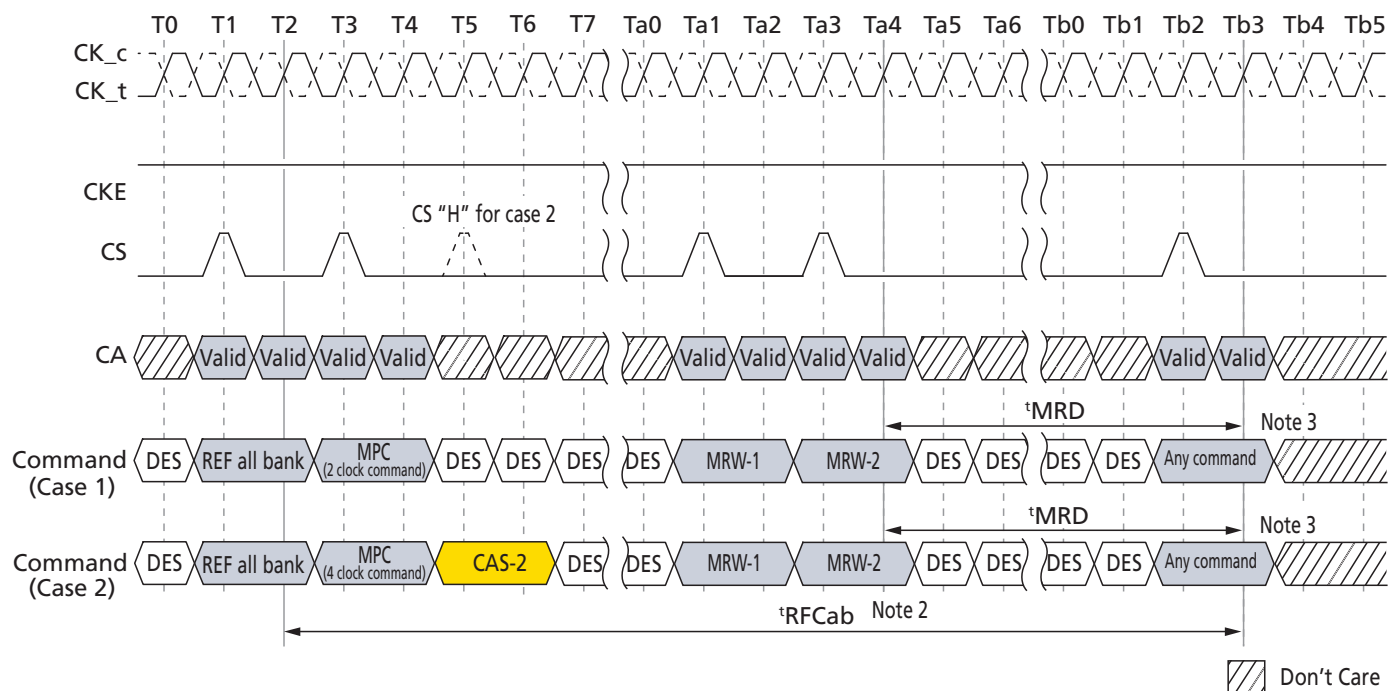 T0 T1 T2 T3 T4 T5 T6 T7 Ta0 Ta1 Ta2 Ta3 Ta4 Ta5 Ta6 Tb0 Tb1 Tb2 Tb3 Tb4 Tb5
CK_c
CK_t
CKE
CS "H" for case 2
CS
CA Valid Valid Valid Valid Valid Valid Valid Valid Valid Valid
tMRD Note 3
Command (Case 1) DES REF all bank MPC (2 clock command) DES DES DES DES MRW-1 MRW-2 DES DES DES DES Any command
tMRD Note 3
Command (Case 2) DES REF all bank MPC (4 clock command) CAS-2 DES DES MRW-1 MRW-2 DES DES DES DES Any command
tRFCab Note 2
Don't Care